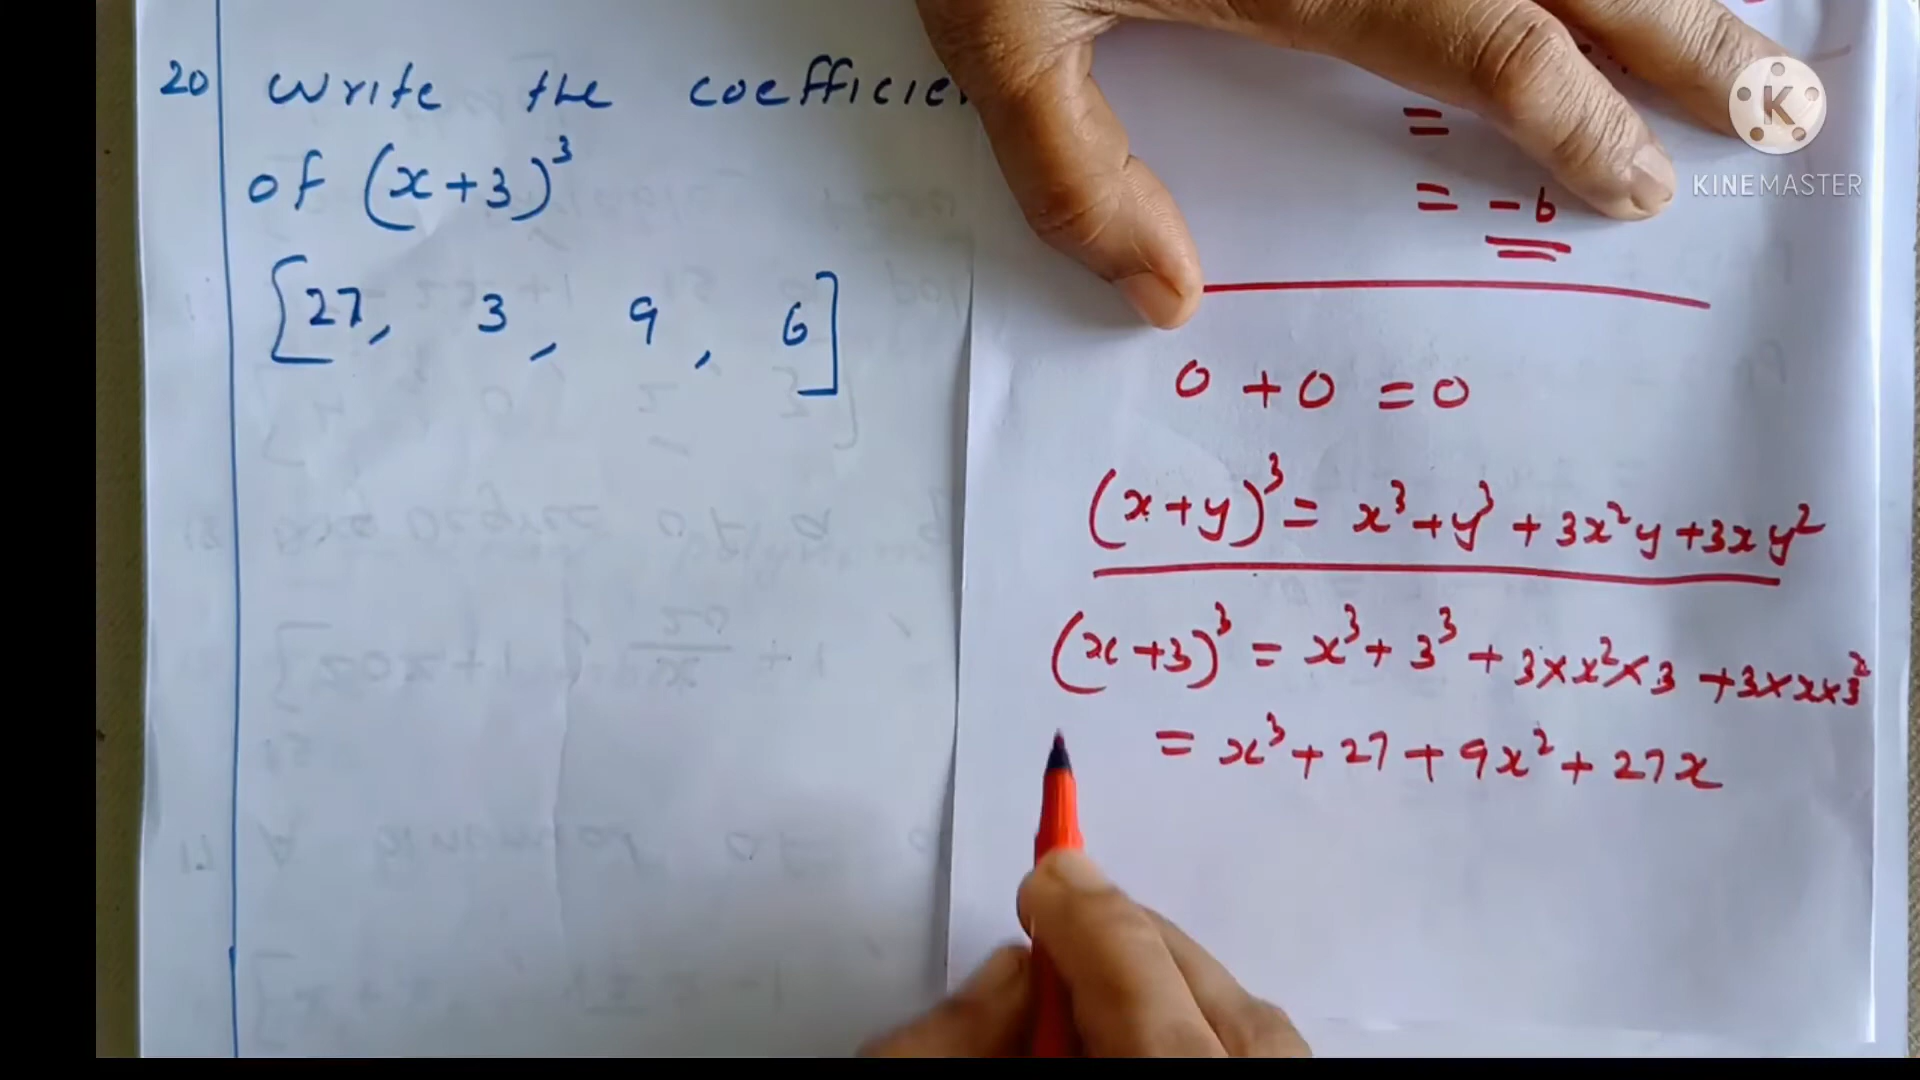 20 write the
of (x+3)³
[27, 3, 9, 6]
=
= -6
0 + 0 = 0
(x+y)³ = x³+y³ + 3x²y+3xy²
(x+3)³ = x³+ 3³ + 3×x²×3 +3×x×3²
= x³+27+9x²+27x
KINEMASTER